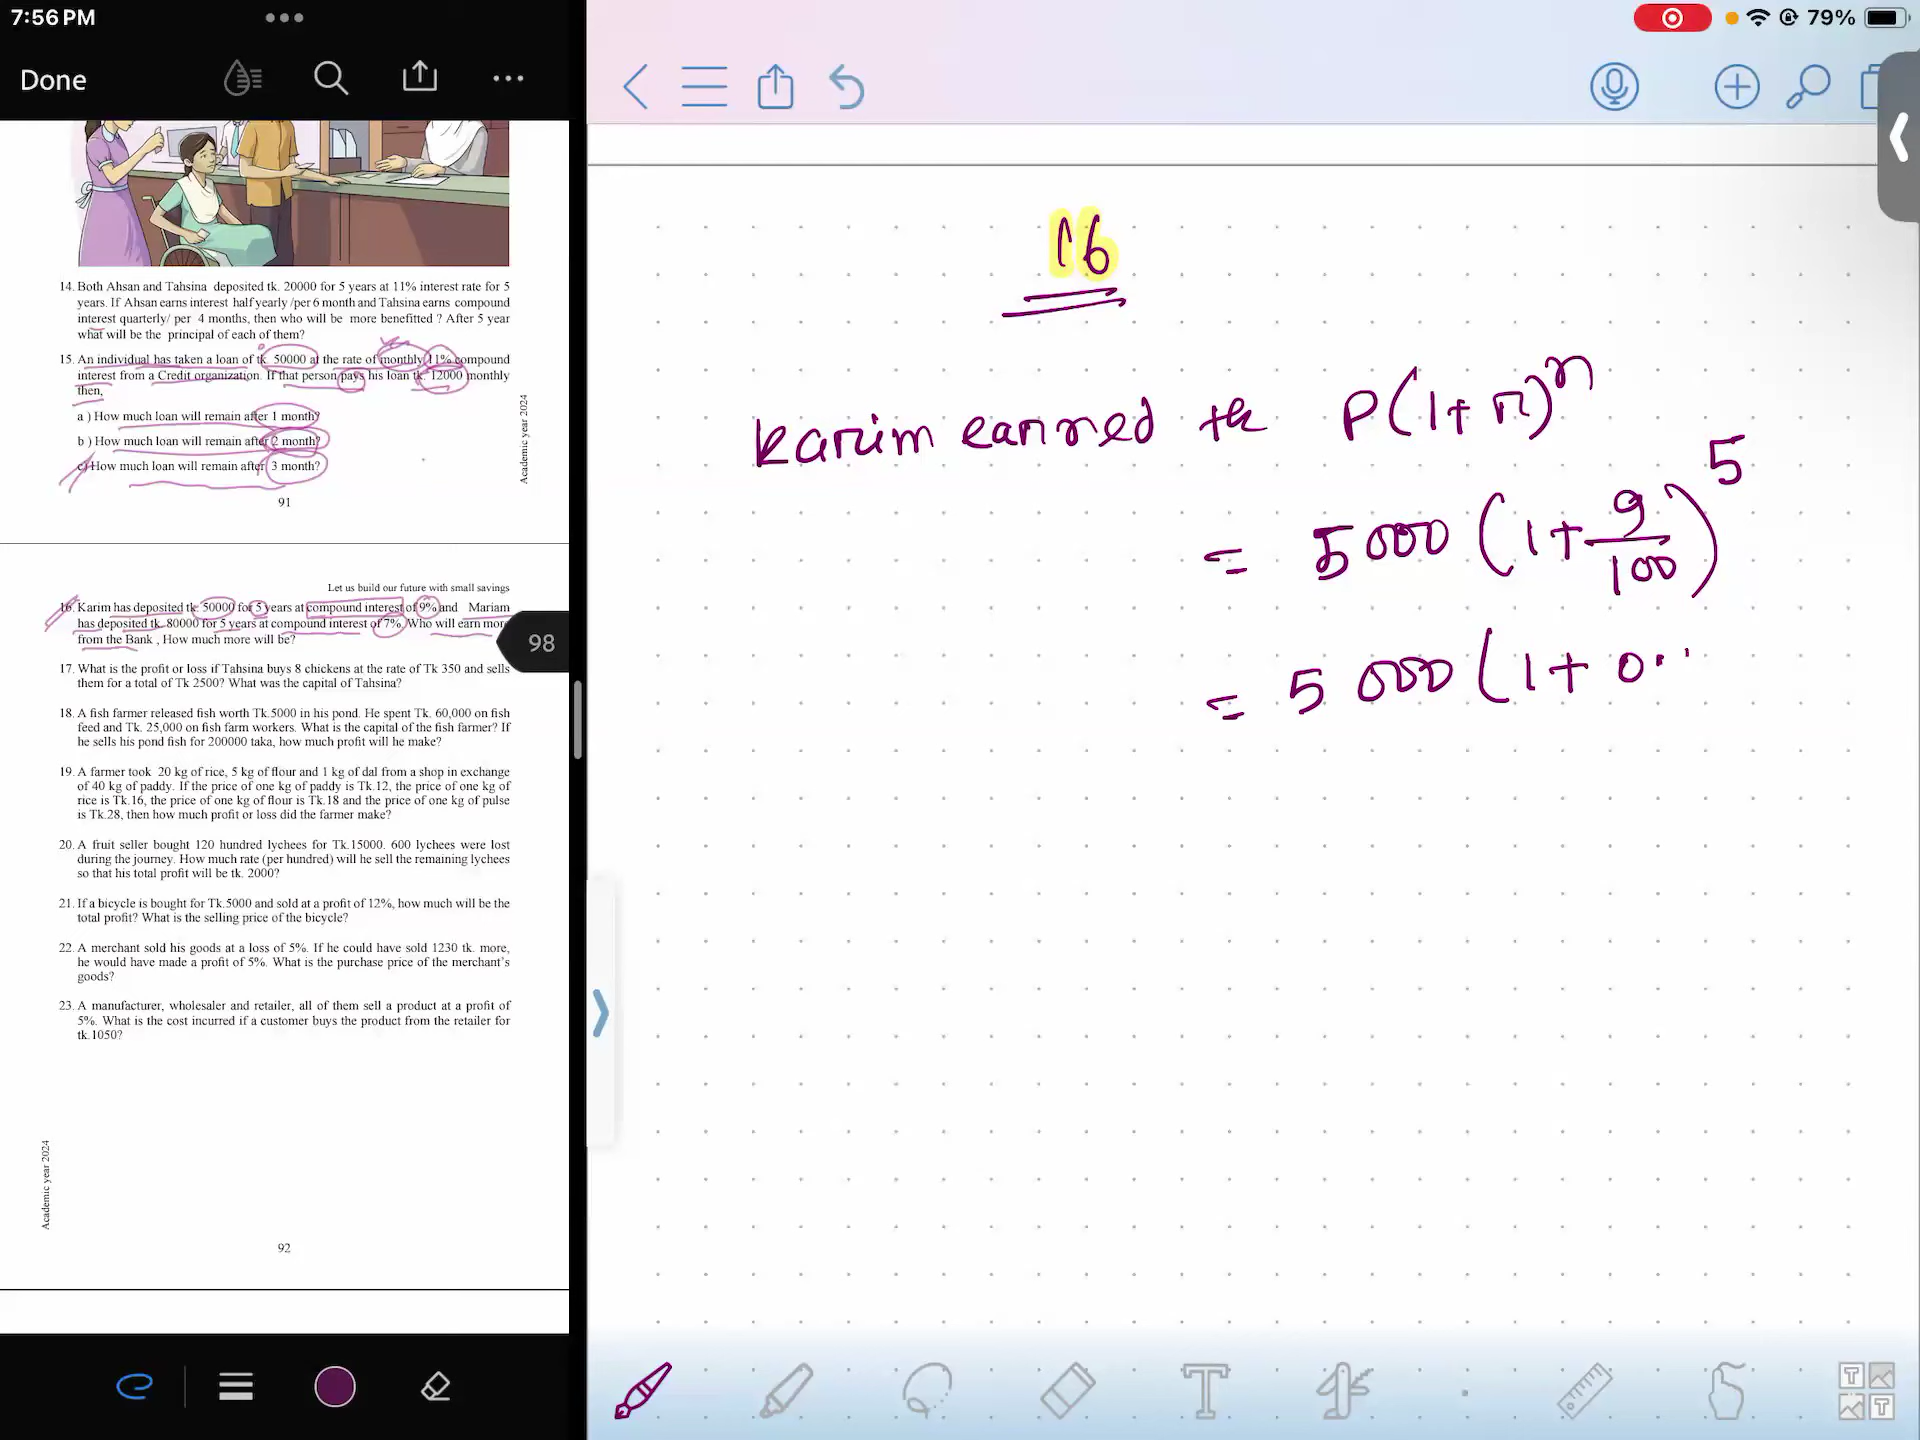 7:56 PM
79%
Done
14. Both Ahsan and Tahsina deposited tk. 20000 for 5 years at 11% interest rate for 5
years. If Ahsan earns interest half yearly /per 6 month and Tahsina earns compound
interest quarterly/ per 4 months, then who will be more benefitted ? After 5 year
what will be the principal of each of them?
15. An individual has taken a loan of tk 50000 at the rate of monthly 11% compound
interest from a Credit organization. If that person pays his loan tk. 12000 monthly
then,
a ) How much loan will remain after 1 month?
b ) How much loan will remain after 2 month?
c) How much loan will remain after 3 month?
Academic year 2024
91
Let us build our future with small savings
16. Karim has deposited tk. 50000 for 5 years at compound interest of 9% and Mariam
has deposited tk. 80000 for 5 years at compound interest of 7%. Who will earn more
from the Bank , How much more will be?
98
17. What is the profit or loss if Tahsina buys 8 chickens at the rate of Tk 350 and sells
them for a total of Tk 2500? What was the capital of Tahsina?
18. A fish farmer released fish worth Tk.5000 in his pond. He spent Tk. 60,000 on fish
feed and Tk. 25,000 on fish farm workers. What is the capital of the fish farmer? If
he sells his pond fish for 200000 taka, how much profit will he make?
19. A farmer took 20 kg of rice, 5 kg of flour and 1 kg of dal from a shop in exchange
of 40 kg of paddy. If the price of one kg of paddy is Tk.12, the price of one kg of
rice is Tk.16, the price of one kg of flour is Tk.18 and the price of one kg of pulse
is Tk.28, then how much profit or loss did the farmer make?
20. A fruit seller bought 120 hundred lychees for Tk.15000. 600 lychees were lost
during the journey. How much rate (per hundred) will he sell the remaining lychees
so that his total profit will be tk. 2000?
21. If a bicycle is bought for Tk.5000 and sold at a profit of 12%, how much will be the
total profit? What is the selling price of the bicycle?
22. A merchant sold his goods at a loss of 5%. If he could have sold 1230 tk. more,
he would have made a profit of 5%. What is the purchase price of the merchant's
goods?
23. A manufacturer, wholesaler and retailer, all of them sell a product at a profit of
5%. What is the cost incurred if a customer buys the product from the retailer for
tk.1050?
Academic year 2024
92
16
Karim earned tk P(1+r)^n
= 5000 (1+9/100)^5
= 5000 (1+ 0.